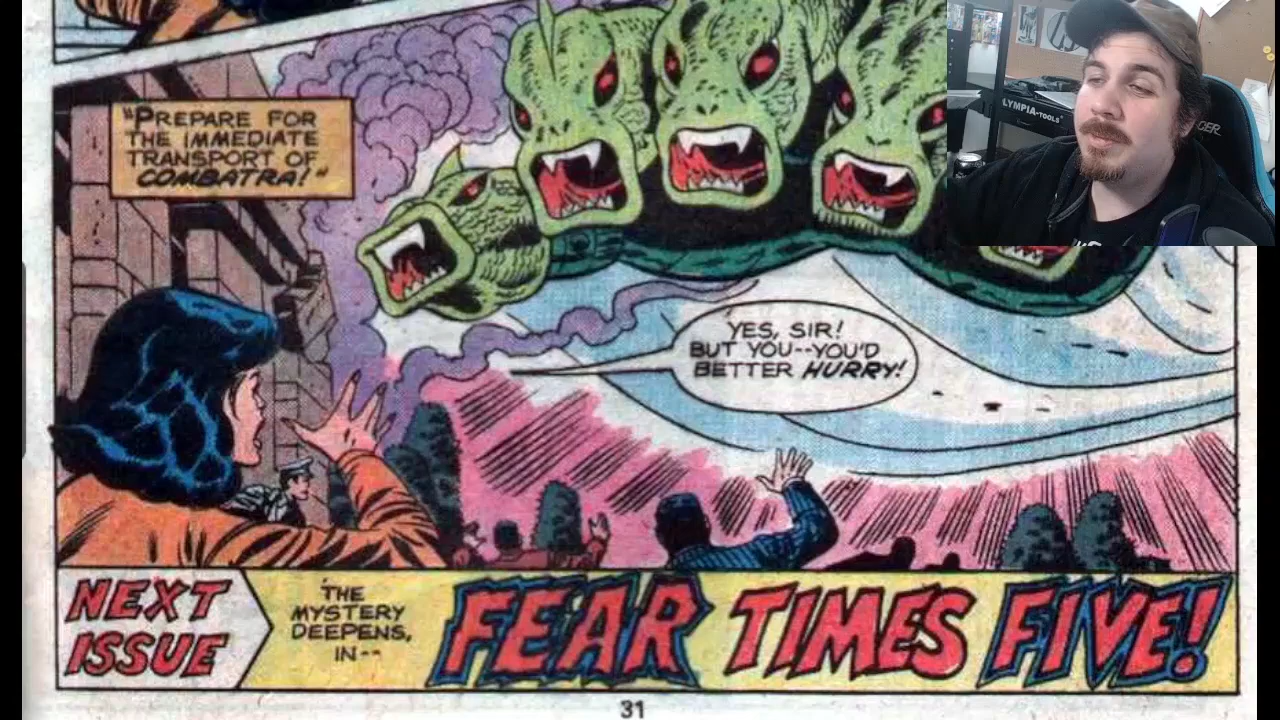 "PREPARE FOR
THE IMMEDIATE
TRANSPORT OF
COMBATRA!"
YES, SIR!
BUT YOU--YOU'D
BETTER HURRY!
NEXT
ISSUE
THE
MYSTERY
DEEPENS,
IN--
FEAR TIMES FIVE!
31
OLYMPIA-TOOLS